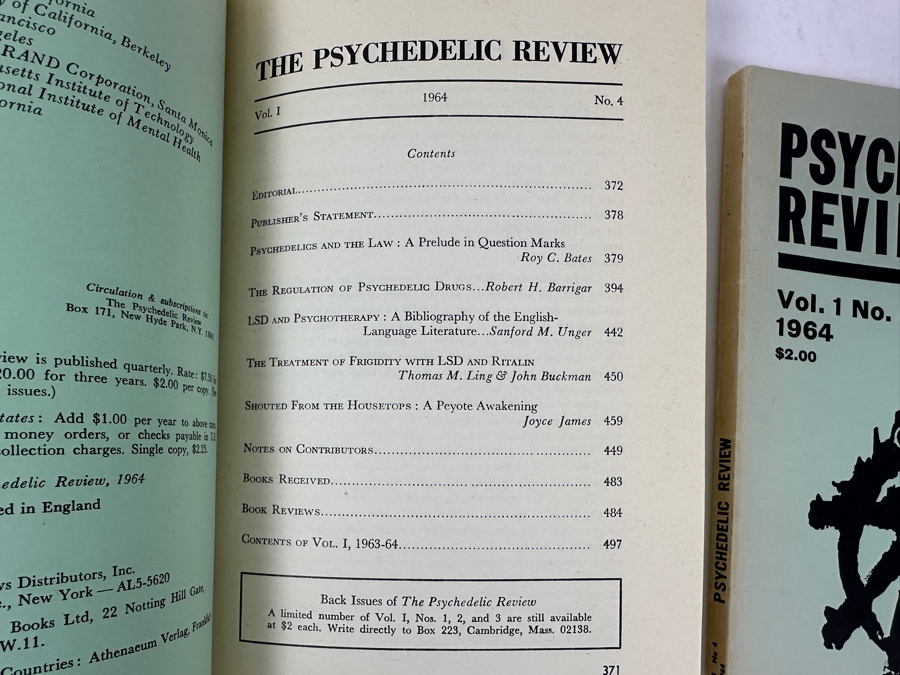 ornia
y of California, Berkeley
ancisco
geles
RAND Corporation, Santa Monica
usetts Institute of Technology
onal Institute of Mental Health
ornia
Circulation & subscriptions to:
The Psychedelic Review
Box 171, New Hyde Park, N.Y.
view is published quarterly. Rate:
20.00 for three years. $2.00 per copy.
issues.)
tates: Add $1.00 per year to above
money orders, or checks payable in
ollection charges. Single copy, $2.25.
edelic Review, 1964
ed in England
ys Distributors, Inc.
e., New York — AL5-5620
Books Ltd, 22 Notting Hill Gate,
W.11.
Countries: Athenaeum Verlag,
THE PSYCHEDELIC REVIEW
Vol. I 1964 No. 4
Contents
Editorial 372
Publisher's Statement 378
Psychedelics and the Law : A Prelude in Question Marks
Roy C. Bates 379
The Regulation of Psychedelic Drugs...Robert H. Barrigar 394
LSD and Psychotherapy : A Bibliography of the English-
Language Literature...Sanford M. Unger 442
The Treatment of Frigidity with LSD and Ritalin
Thomas M. Ling & John Buckman 450
Shouted From the Housetops : A Peyote Awakening
Joyce James 459
Notes on Contributors 449
Books Received 483
Book Reviews 484
Contents of Vol. I, 1963-64 497
Back Issues of The Psychedelic Review
A limited number of Vol. I, Nos. 1, 2, and 3 are still available
at $2 each. Write directly to Box 223, Cambridge, Mass. 02138.
371
PSYCHEDELIC REVIEW
No 4
PSYC
REVI
Vol. 1 No.
1964
$2.00